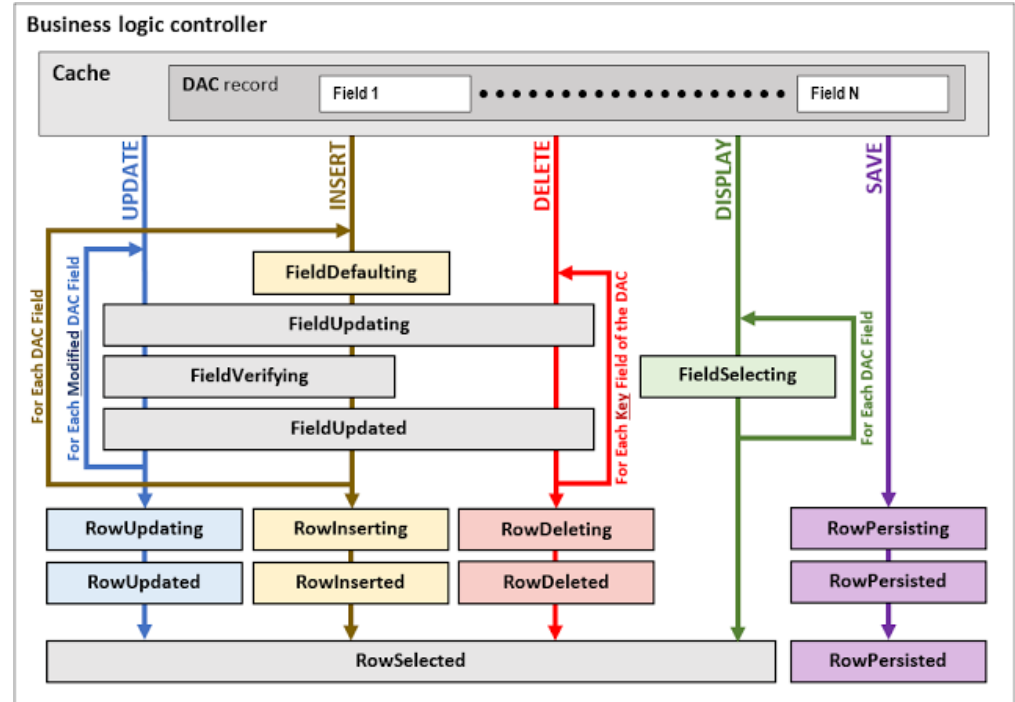 Business logic controller
Cache
DAC record
Field 1
Field N
UPDATE
INSERT
DELETE
DISPLAY
SAVE
For Each DAC Field
For Each Modified DAC Field
For Each Key Field of the DAC
For Each DAC Field
FieldDefaulting
FieldUpdating
FieldVerifying
FieldSelecting
FieldUpdated
RowUpdating
RowInserting
RowDeleting
RowPersisting
RowUpdated
RowInserted
RowDeleted
RowPersisted
RowSelected
RowPersisted